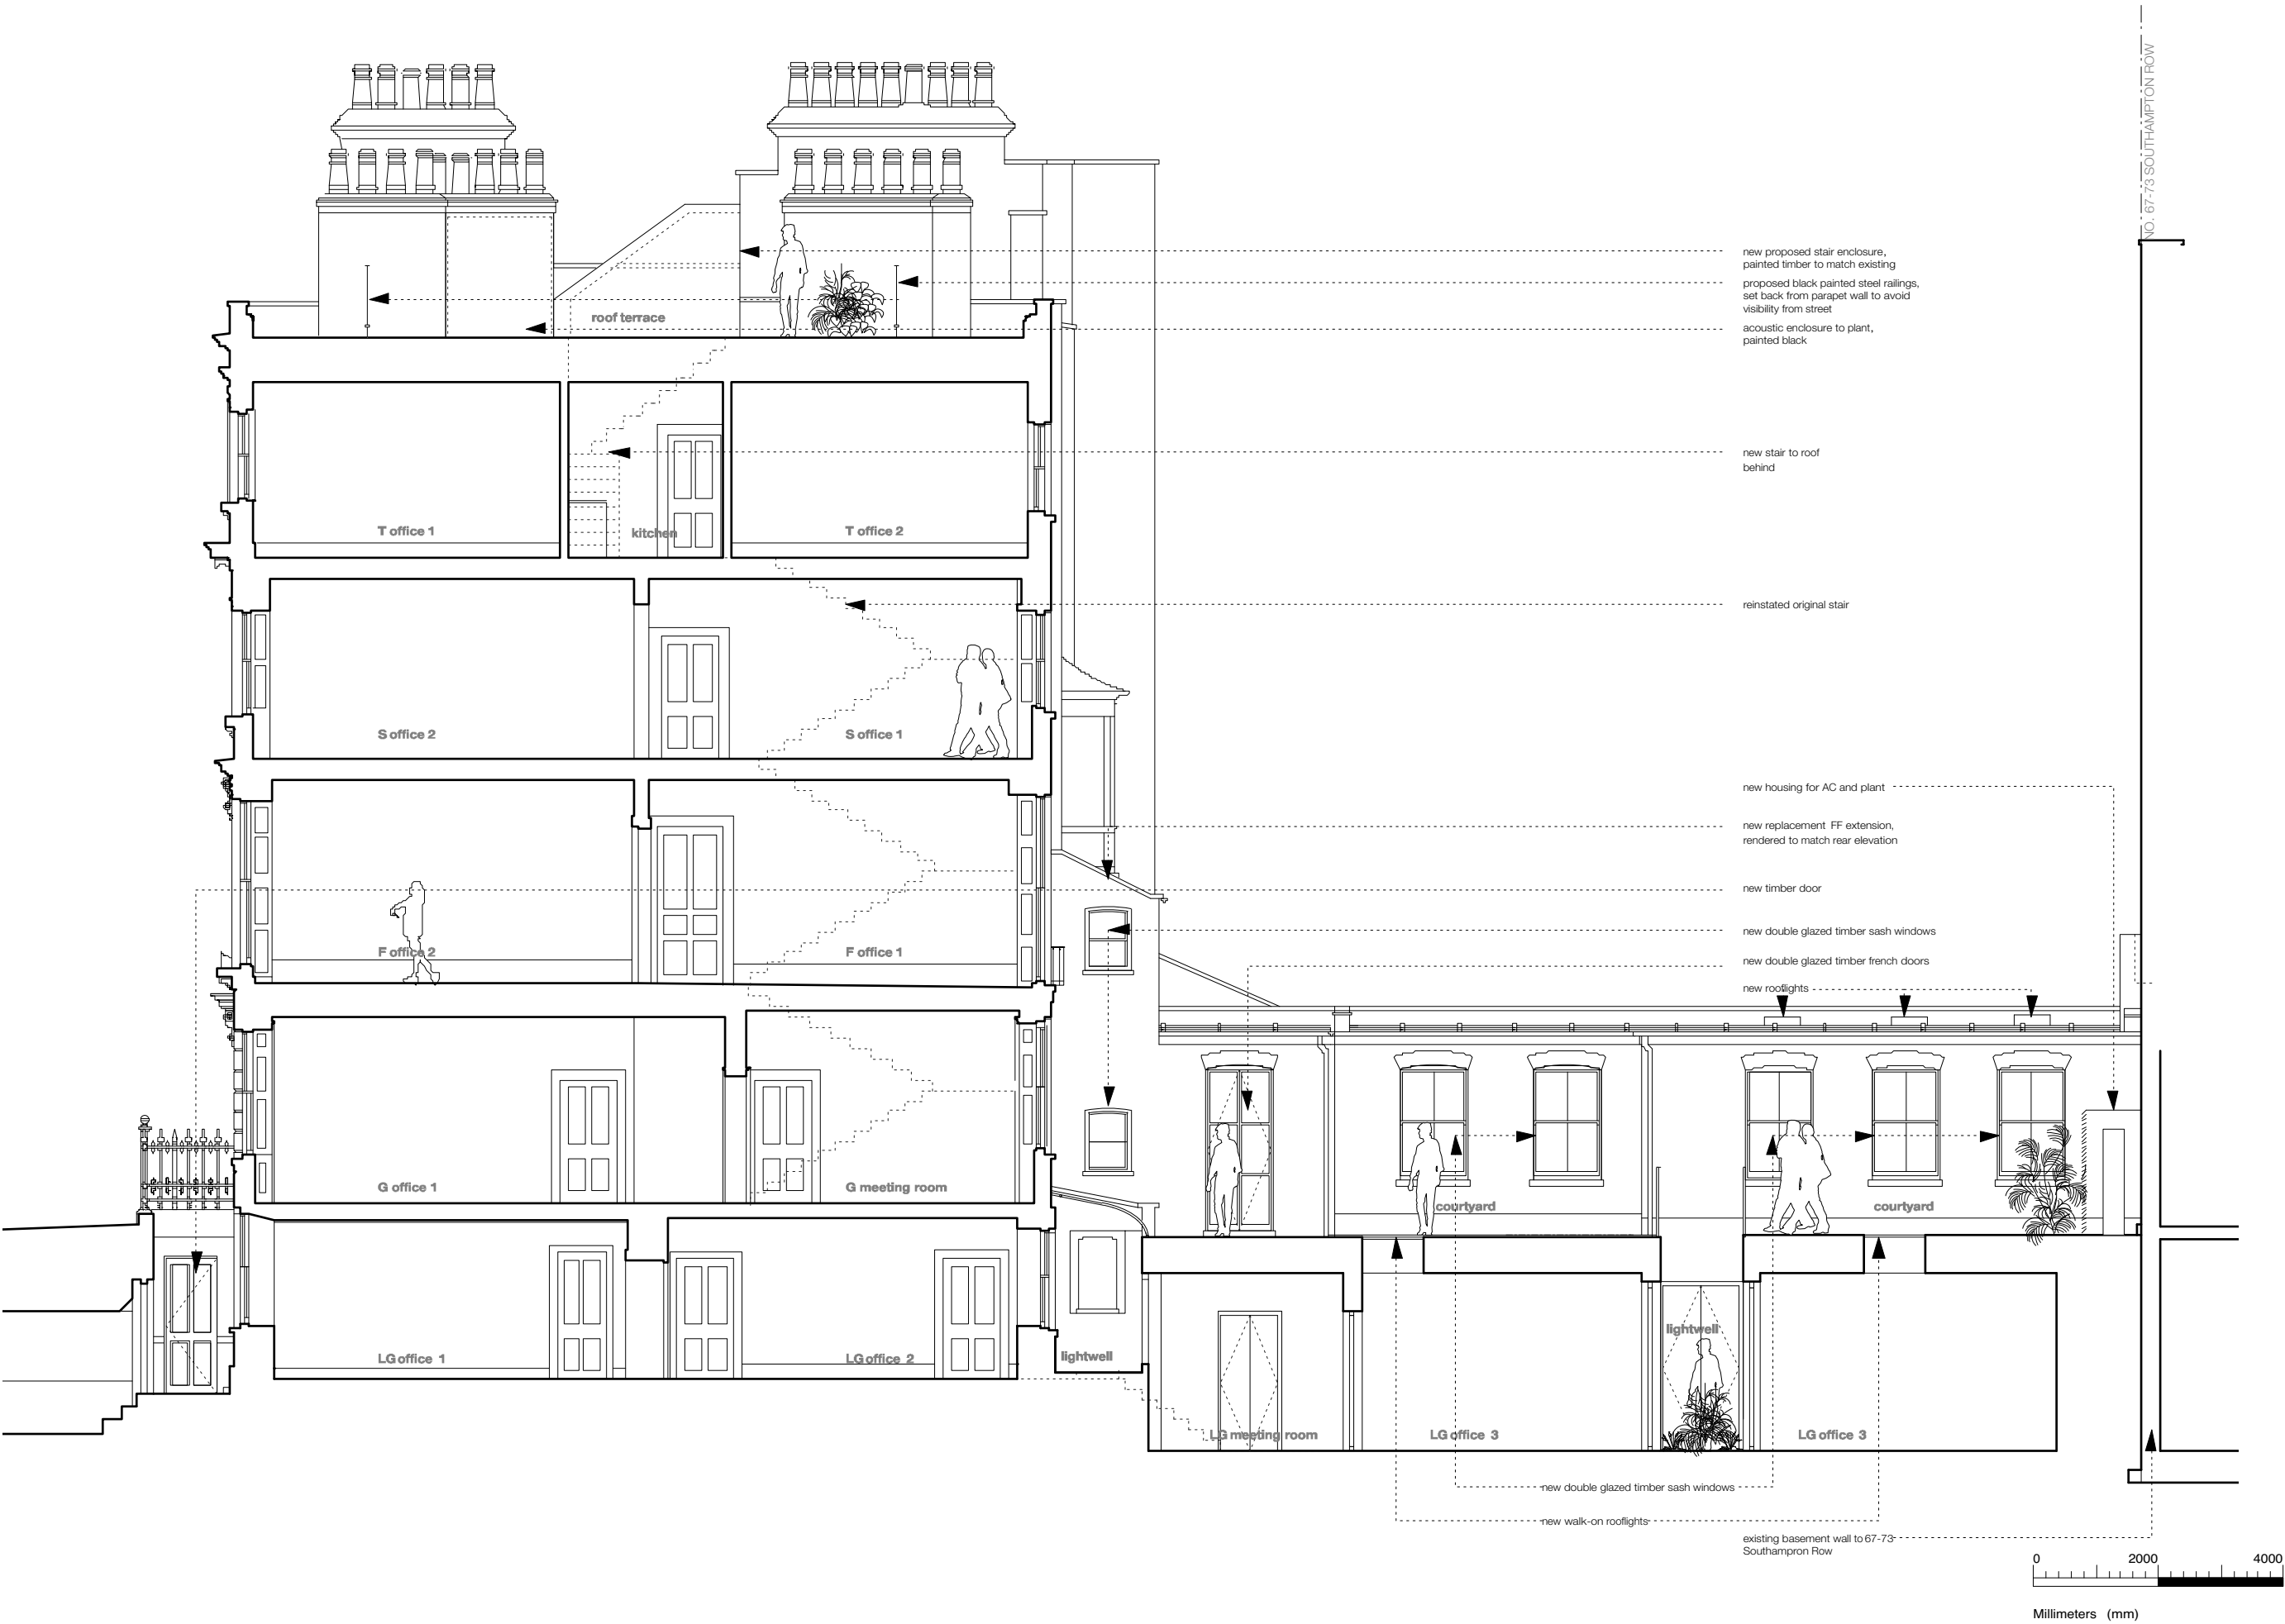 NO. 67-73 SOUTHAMPTON ROW
new proposed stair enclosure,
painted timber to match existing
proposed black painted steel railings,
set back from parapet wall to avoid
visibility from street
roof terrace
acoustic enclosure to plant,
painted black
new stair to roof
behind
T office 1
kitchen
T office 2
reinstated original stair
S office 2
S office 1
new housing for AC and plant
new replacement FF extension,
rendered to match rear elevation
new timber door
new double glazed timber sash windows
F office 2
F office 1
new double glazed timber french doors
new rooflights
G office 1
G meeting room
courtyard
courtyard
LG office 1
LG office 2
lightwell
lightwell
LG meeting room
LG office 3
LG office 3
new double glazed timber sash windows
new walk-on rooflights
existing basement wall to 67-73
Southampron Row
0 2000 4000
Millimeters (mm)